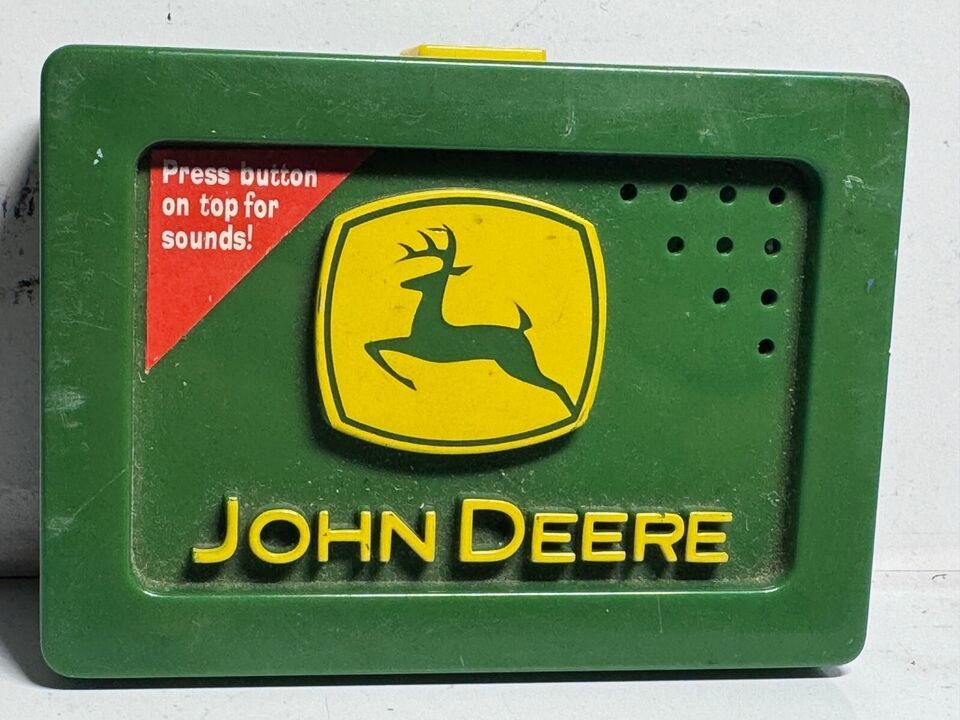 Press button
on top for
sounds!
JOHN DEERE